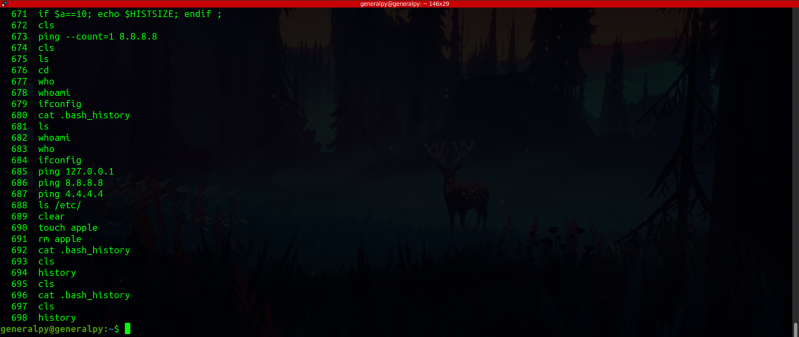 generalpy@generalpy: ~ 146x29
671 if $a==10; echo $HISTSIZE; endif ;
672 cls
673 ping --count=1 8.8.8.8
674 cls
675 ls
676 cd
677 who
678 whoami
679 ifconfig
680 cat .bash_history
681 ls
682 whoami
683 who
684 ifconfig
685 ping 127.0.0.1
686 ping 8.8.8.8
687 ping 4.4.4.4
688 ls /etc/
689 clear
690 touch apple
691 rm apple
692 cat .bash_history
693 cls
694 history
695 cls
696 cat .bash_history
697 cls
698 history
generalpy@generalpy:~$